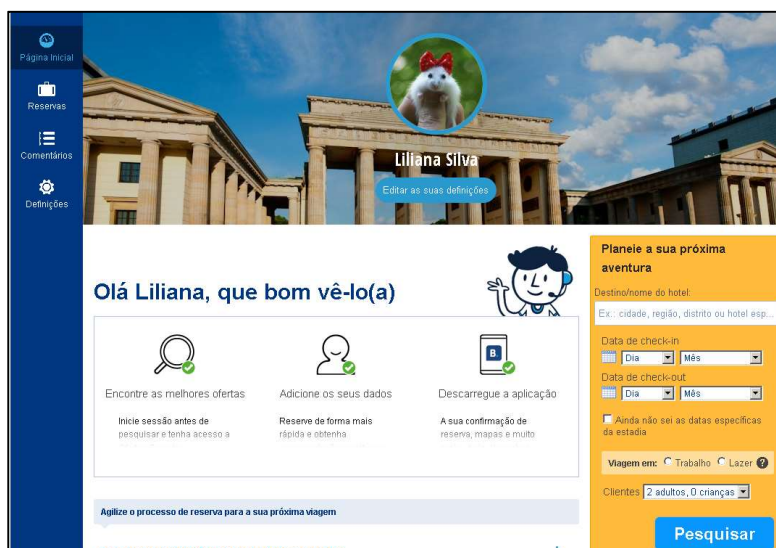 Página Inicial
Reservas
Comentários
Definições
Liliana Silva
Editar as suas definições
Olá Liliana, que bom vê-lo(a)
Encontre as melhores ofertas
Inicie sessão antes de
pesquisar e tenha acesso a
Adicione os seus dados
Reserve de forma mais
rápida e obtenha
B.
Descarregue a aplicação
A sua confirmação de
reserva, mapas e muito
Agilize o processo de reserva para a sua próxima viagem
Planeie a sua próxima
aventura
Destino/nome do hotel:
Ex.: cidade, região, distrito ou hotel esp...
Data de check-in
Dia Mês
Data de check-out
Dia Mês
Ainda não sei as datas específicas
da estadia
Viagem em: Trabalho Lazer ?
Clientes 2 adultos, 0 crianças
Pesquisar